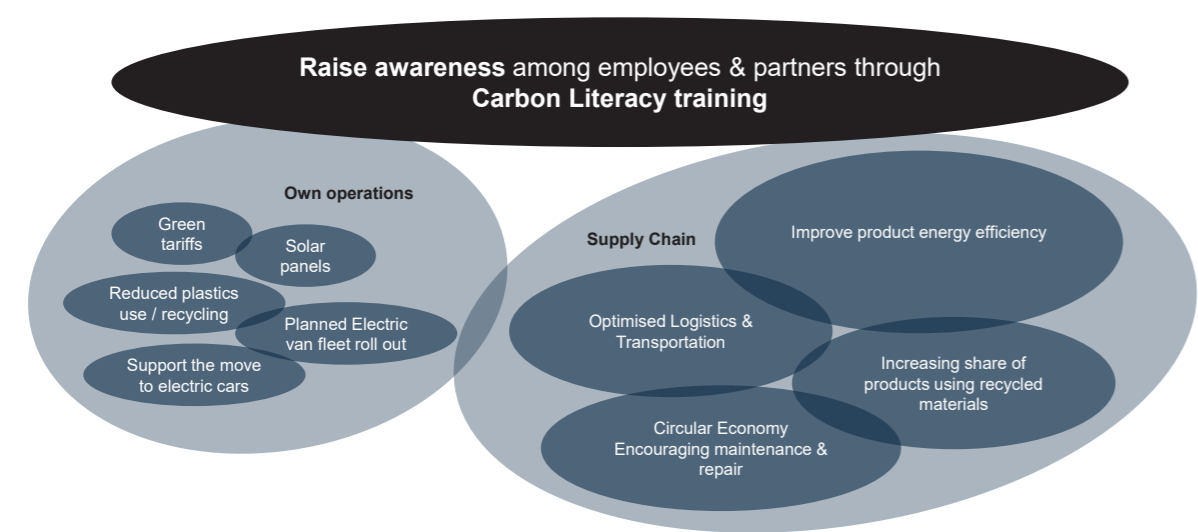 Raise awareness among employees & partners through
Carbon Literacy training
Own operations
Green
tariffs
Solar
panels
Reduced plastics
use / recycling
Planned Electric
van fleet roll out
Support the move
to electric cars
Supply Chain
Improve product energy efficiency
Optimised Logistics &
Transportation
Increasing share of
products using recycled
materials
Circular Economy
Encouraging maintenance &
repair